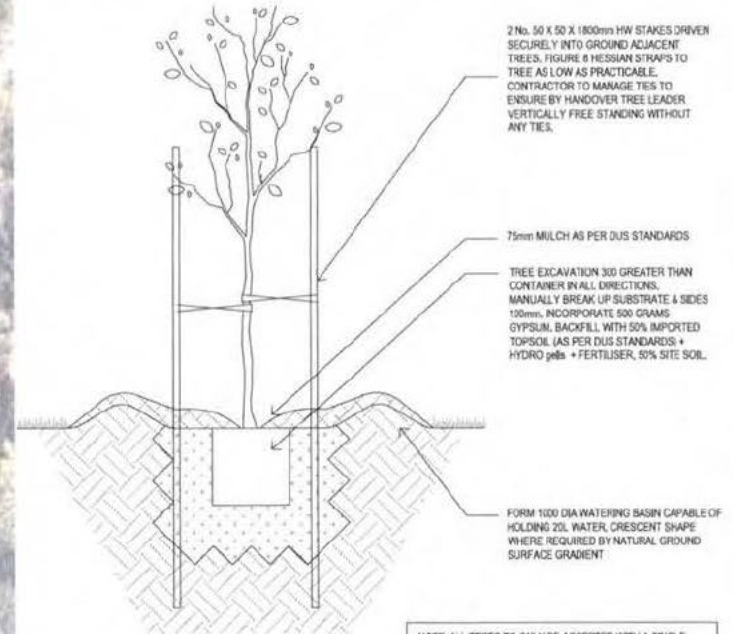 2 No. 50 X 50 X 1800mm HW STAKES DRIVEN
SECURELY INTO GROUND ADJACENT
TREES. FIGURE 8 HESSIAN STRAPS TO
TREE AS LOW AS PRACTICABLE.
CONTRACTOR TO MANAGE TIES TO
ENSURE BY HANDOVER TREE LEADER
VERTICALLY FREE STANDING WITHOUT
ANY TIES.
75mm MULCH AS PER DUS STANDARDS
TREE EXCAVATION 300 GREATER THAN
CONTAINER IN ALL DIRECTIONS.
MANUALLY BREAK UP SUBSTRATE & SIDES
100mm. INCORPORATE 500 GRAMS
GYPSUM. BACKFILL WITH 50% IMPORTED
TOPSOIL (AS PER DUS STANDARDS) +
HYDRO gells + FERTILISER, 50% SITE SOIL.
FORM 1000 DIA WATERING BASIN CAPABLE OF
HOLDING 20L WATER, CRESCENT SHAPE
WHERE REQUIRED BY NATURAL GROUND
SURFACE GRADIENT